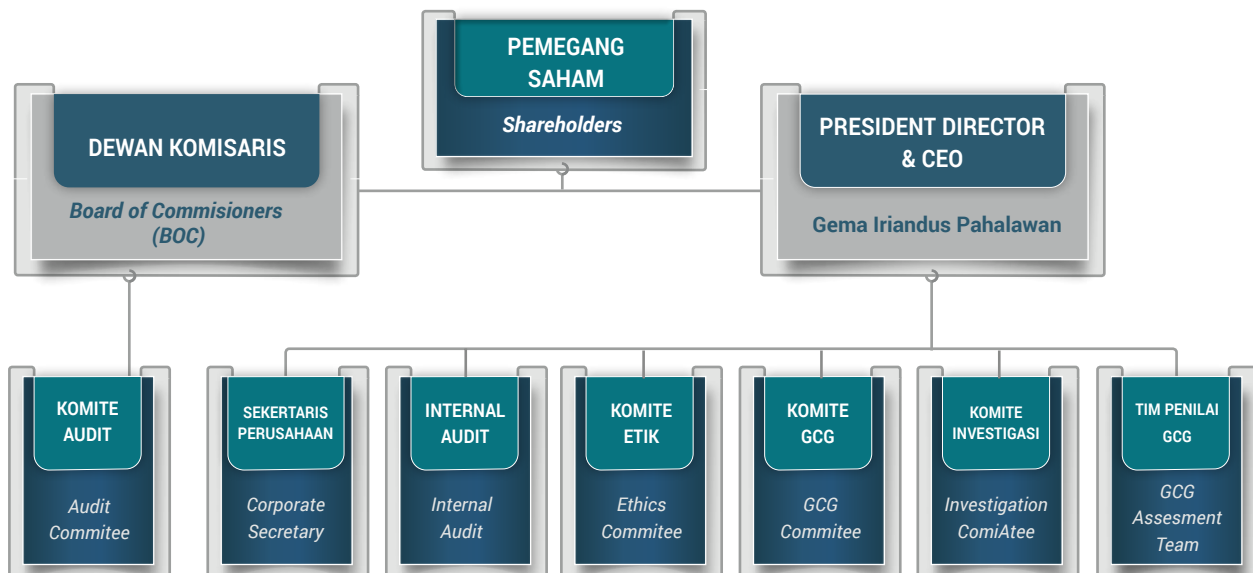 PEMEGANG
SAHAM
Shareholders
DEWAN KOMISARIS
Board of Commisioners
(BOC)
PRESIDENT DIRECTOR
& CEO
Gema Iriandus Pahalawan
KOMITE
AUDIT
Audit
Commitee
SEKERTARIS
PERUSAHAAN
Corporate
Secretary
INTERNAL
AUDIT
Internal
Audit
KOMITE
ETIK
Ethics
Commitee
KOMITE
GCG
GCG
Commitee
KOMITE
INVESTIGASI
Investigation
ComiAtee
TIM PENILAI
GCG
GCG
Assesment
Team